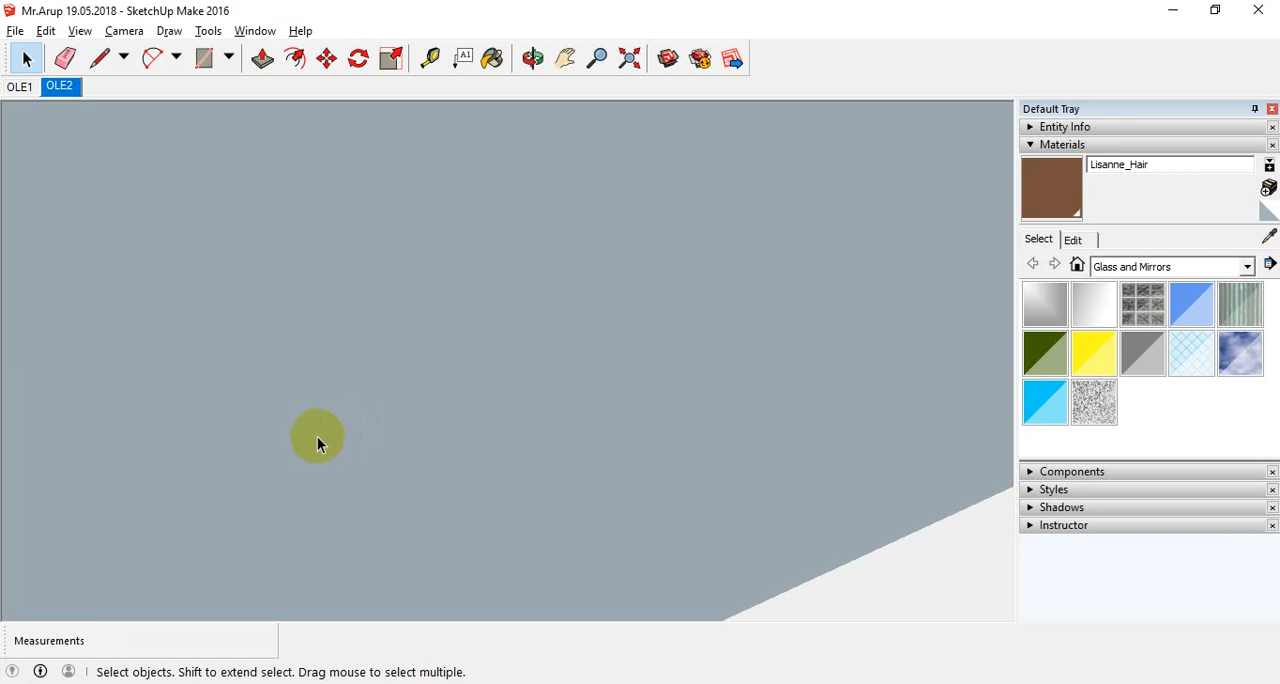 Mr.Arup 19.05.2018 - SketchUp Make 2016
File Edit View Camera Draw Tools Window Help
A1
OLE1 OLE2
Default Tray
Entity Info
Materials
Lisanne_Hair
Select Edit
Glass and Mirrors
Components
Styles
Shadows
Instructor
Measurements
Select objects. Shift to extend select. Drag mouse to select multiple.